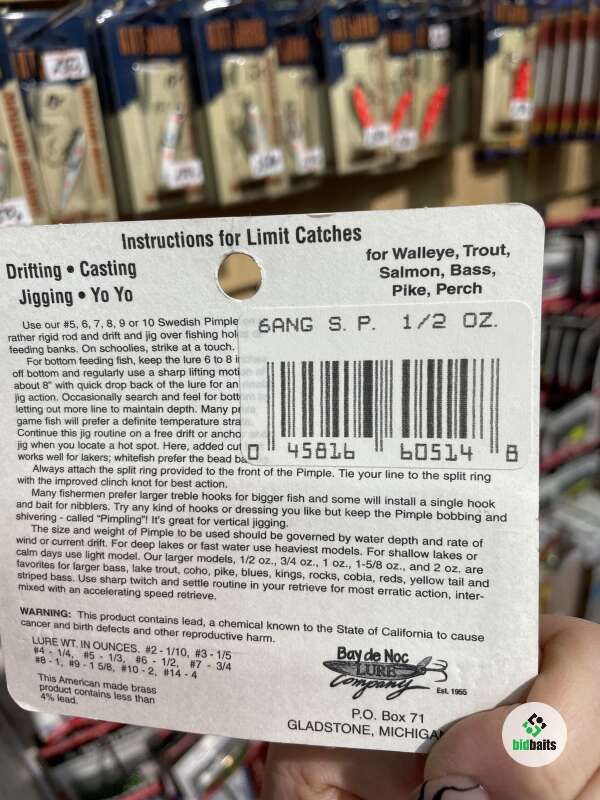 Instructions for Limit Catches
Drifting • Casting
Jigging • Yo Yo
for Walleye, Trout,
Salmon, Bass,
Pike, Perch
6ANG S. P. 1/2 OZ.
0 45816 60514 8
Use our #5, 6, 7, 8, 9 or 10 Swedish Pimple
rather rigid rod and drift and jig over fishing
feeding banks. On schoolies, strike at a touch.
For bottom feeding fish, keep the lure 6 to 8
off bottom and regularly use a sharp lifting
about 8" with quick drop back of the lure for an
jig action. Occasionally search and feel for
letting out more line to maintain depth. Many
game fish will prefer a definite temperature
Continue this jig routine on a free drift or
jig when you locate a hot spot. Here, added
works well for lakers; whitefish prefer the bead
Always attach the split ring provided to the front of the Pimple. Tie your line to the split ring
with the improved clinch knot for best action.
Many fishermen prefer larger treble hooks for bigger fish and some will install a single hook
and bait for nibblers. Try any kind of hooks or dressing you like but keep the Pimple bobbing and
shivering - called "Pimpling"! It's great for vertical jigging.
The size and weight of Pimple to be used should be governed by water depth and rate of
wind or current drift. For deep lakes or fast water use heaviest models. For shallow lakes or
calm days use light model. Our larger models, 1/2 oz., 3/4 oz., 1 oz., 1-5/8 oz., and 2 oz. are
favorites for larger bass, lake trout, coho, pike, blues, kings, rocks, cobia, reds, yellow tail and
striped bass. Use sharp twitch and settle routine in your retrieve for most erratic action, inter-
mixed with an accelerating speed retrieve.
WARNING: This product contains lead, a chemical known to the State of California to cause
cancer and birth defects and other reproductive harm.
LURE WT. IN OUNCES. #2 - 1/10, #3 - 1/5
#4 - 1/4, #5 - 1/3, #6 - 1/2, #7 - 3/4
#8 - 1, #9 - 1 5/8, #10 - 2, #14 - 4
This American made brass
product contains less than
4% lead.
Bay de Noc
LURE
Company
Est. 1955
P.O. Box 71
GLADSTONE, MICHIGA
bidbaits